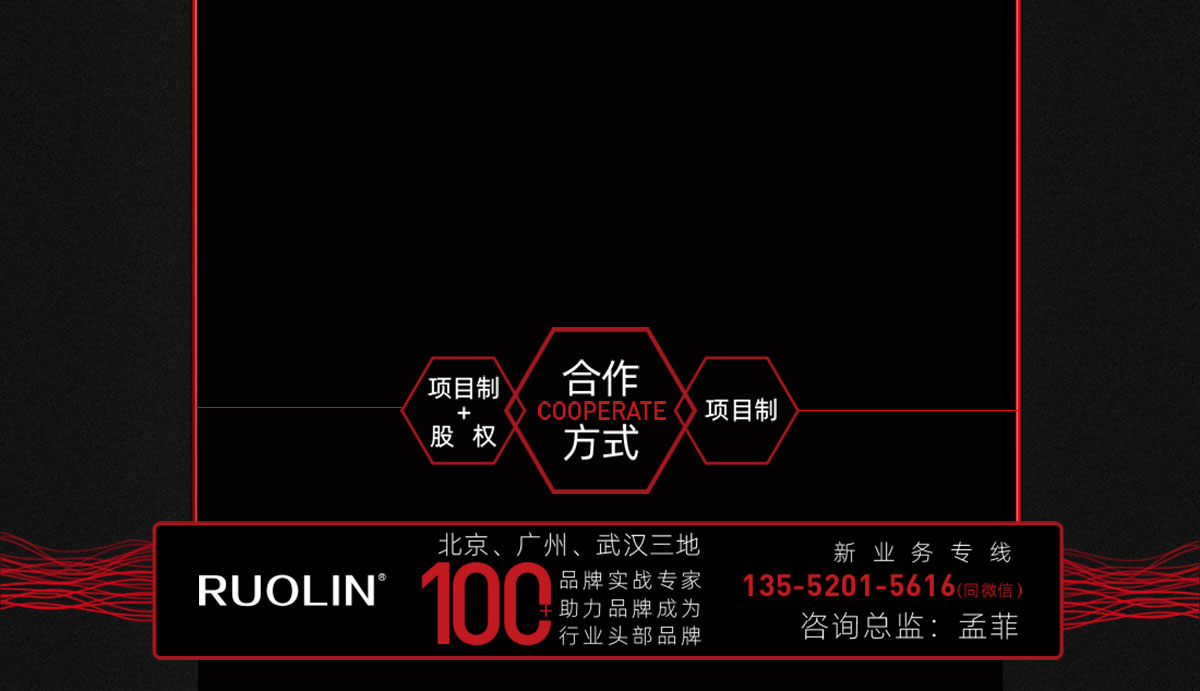 项目制
+
股 权
合作
COOPERATE
方式
项目制
RUOLIN®
北京、广州、武汉三地
100+
品牌实战专家
助力品牌成为
行业头部品牌
新业务专线
135-5201-5616(同微信)
咨询总监：孟菲